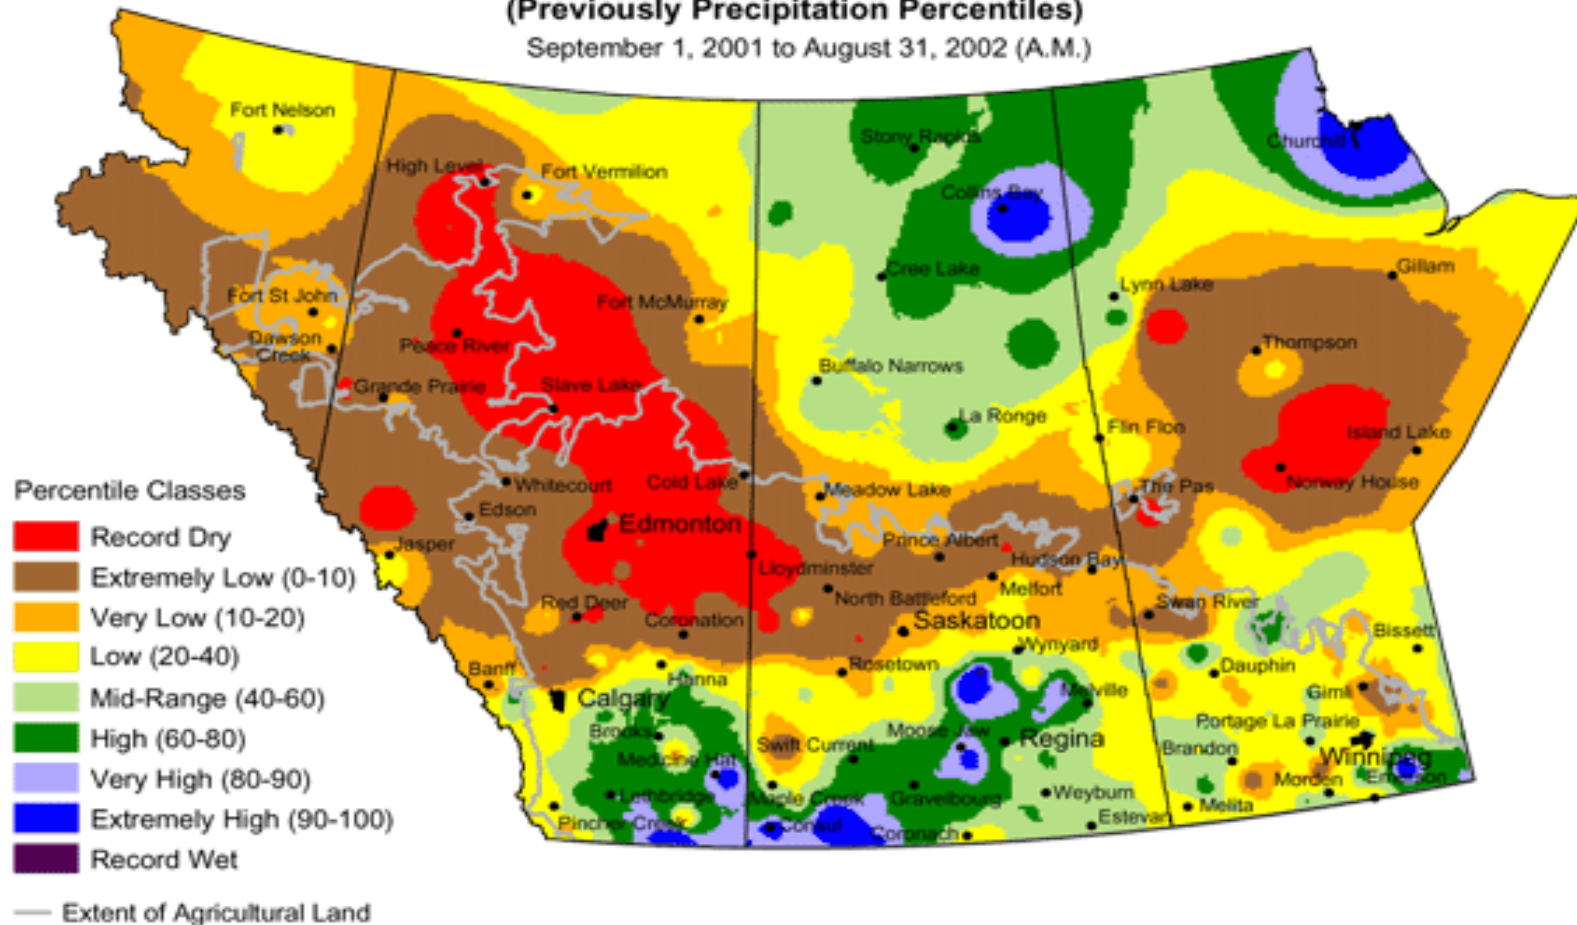 (Previously Precipitation Percentiles)
September 1, 2001 to August 31, 2002 (A.M.)
Fort Nelson
Stony Rapids
Churchill
High Level
Fort Vermilion
Collins Bay
Cree Lake
Gillam
Lynn Lake
Fort St John
Fort McMurray
Dawson
Creek
Peace River
Thompson
Buffalo Narrows
Grande Prairie
Slave Lake
La Ronge
Flin Flon
Island Lake
Whitecourt
Cold Lake
Meadow Lake
The Pas
Norway House
Edson
Edmonton
Jasper
Prince Albert
Hudson Bay
Lloydminster
Melfort
North Battleford
Red Deer
Swan River
Coronation
Saskatoon
Bissett
Wynyard
Banff
Hanna
Rosetown
Dauphin
Calgary
Melville
Gimli
Brooks
Moose Jaw
Regina
Portage La Prairie
Swift Current
Brandon
Winnipeg
Medicine Hat
Morden
Emerson
Lethbridge
Maple Creek
Gravelbourg
Weyburn
Melita
Pincher Creek
Consul
Coronach
Estevan
Percentile Classes
Record Dry
Extremely Low (0-10)
Very Low (10-20)
Low (20-40)
Mid-Range (40-60)
High (60-80)
Very High (80-90)
Extremely High (90-100)
Record Wet
Extent of Agricultural Land